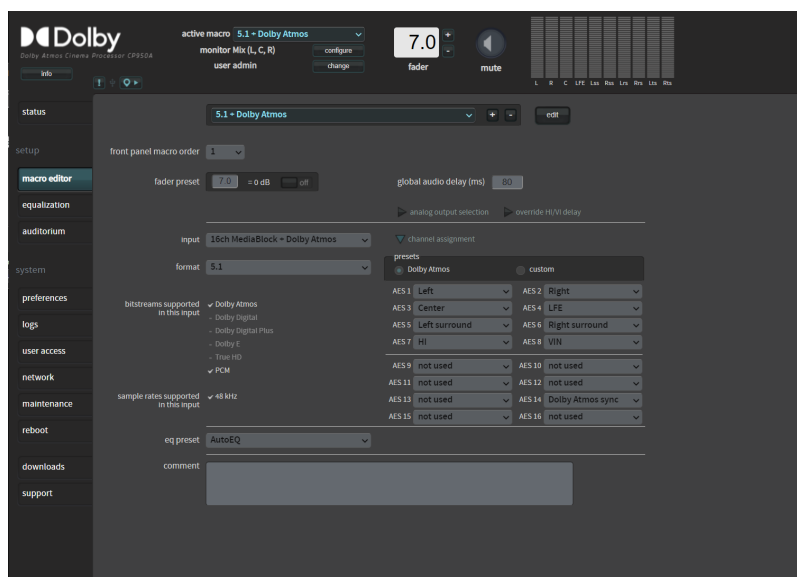 Dolby
Dolby Atmos Cinema Processor CP950A
info
active macro 5.1 + Dolby Atmos
monitor Mix (L, C, R) configure
user admin change
7.0 + -
fader
mute
L R C LFE Lss Rss Lrs Rrs Lts Rts
status
setup
macro editor
equalization
auditorium
system
preferences
logs
user access
network
maintenance
reboot
downloads
support
5.1 + Dolby Atmos + - edit
front panel macro order 1
fader preset 7.0 = 0 dB off
global audio delay (ms) 80
analog output selection override HI/VI delay
input 16ch MediaBlock + Dolby Atmos
channel assignment
format 5.1
presets
Dolby Atmos custom
bitstreams supported in this input
Dolby Atmos
- Dolby Digital
- Dolby Digital Plus
- Dolby E
- True HD
PCM
sample rates supported in this input
48 kHz
AES 1 Left AES 2 Right
AES 3 Center AES 4 LFE
AES 5 Left surround AES 6 Right surround
AES 7 HI AES 8 VIN
AES 9 not used AES 10 not used
AES 11 not used AES 12 not used
AES 13 not used AES 14 Dolby Atmos sync
AES 15 not used AES 16 not used
eq preset AutoEQ
comment